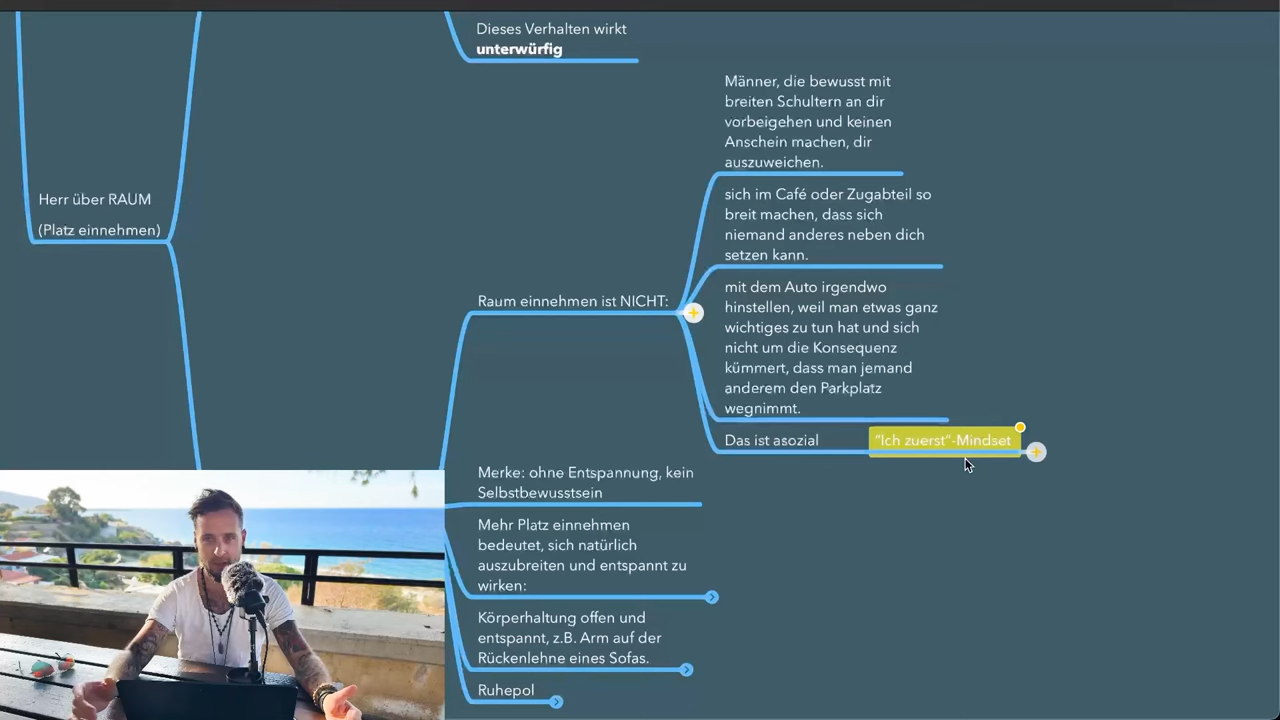 Dieses Verhalten wirkt
unterwürfig
Männer, die bewusst mit
breiten Schultern an dir
vorbeigehen und keinen
Anschein machen, dir
auszuweichen.
Herr über RAUM
(Platz einnehmen)
sich im Café oder Zugabteil so
breit machen, dass sich
niemand anderes neben dich
setzen kann.
Raum einnehmen ist NICHT:
mit dem Auto irgendwo
hinstellen, weil man etwas ganz
wichtiges zu tun hat und sich
nicht um die Konsequenz
kümmert, dass man jemand
anderem den Parkplatz
wegnimmt.
Das ist asozial
"Ich zuerst"-Mindset
Merke: ohne Entspannung, kein
Selbstbewusstsein
Mehr Platz einnehmen
bedeutet, sich natürlich
auszubreiten und entspannt zu
wirken:
Körperhaltung offen und
entspannt, z.B. Arm auf der
Rückenlehne eines Sofas.
Ruhepol